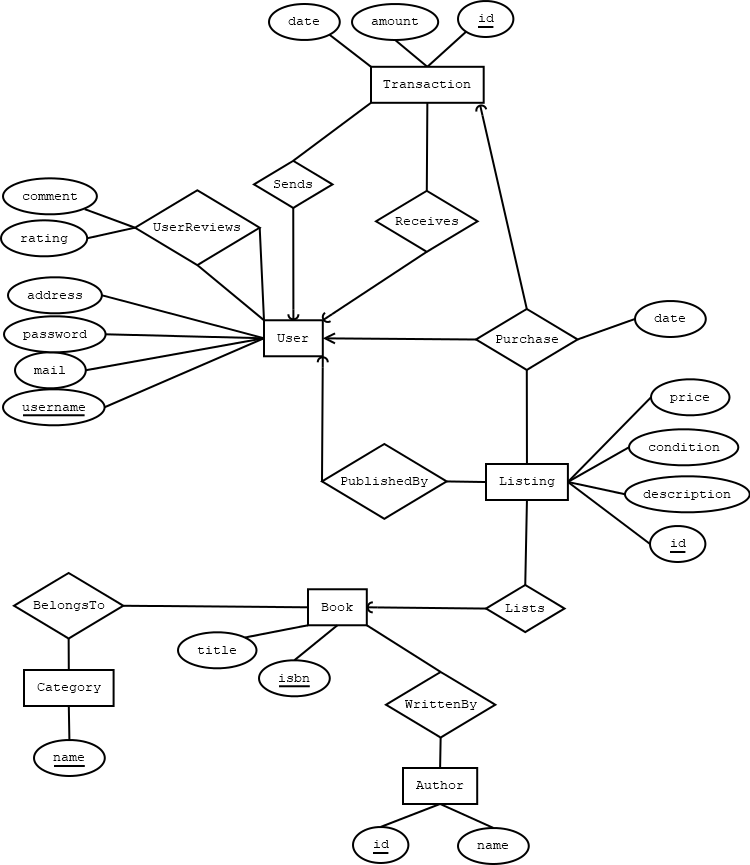 date
amount
id
Transaction
Sends
comment
UserReviews
Receives
rating
address
password
mail
username
User
Purchase
date
price
condition
PublishedBy
Listing
description
id
BelongsTo
Book
Lists
title
isbn
Category
WrittenBy
name
Author
id
name